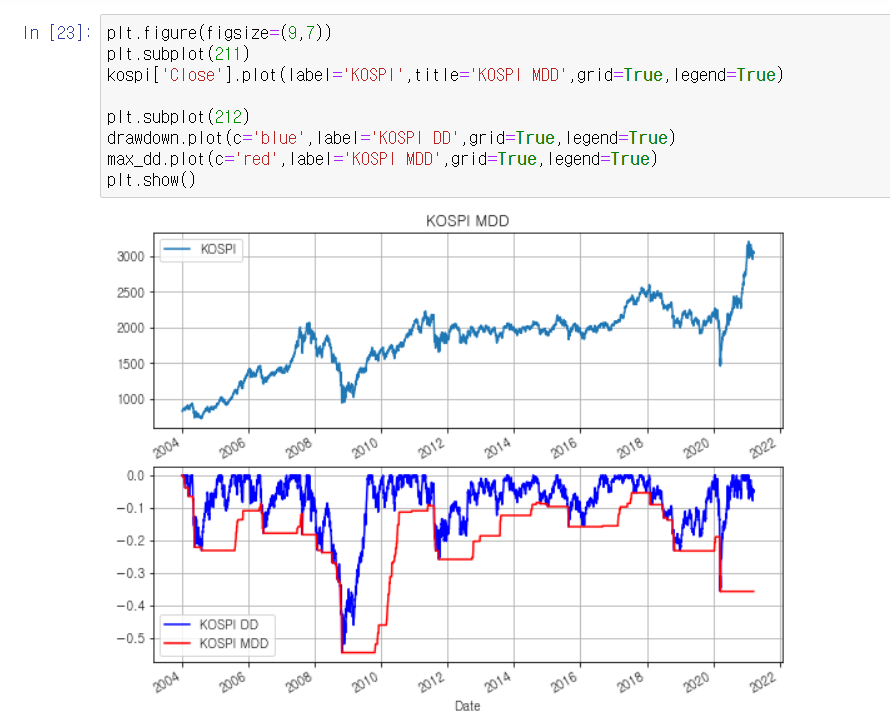 In [23]:
plt.figure(figsize=(9,7))
plt.subplot(211)
kospi['Close'].plot(label='KOSPI',title='KOSPI MDD',grid=True,legend=True)
plt.subplot(212)
drawdown.plot(c='blue',label='KOSPI DD',grid=True,legend=True)
max_dd.plot(c='red',label='KOSPI MDD',grid=True,legend=True)
plt.show()
KOSPI MDD
KOSPI
3000
2500
2000
1500
1000
2004 2006 2008 2010 2012 2014 2016 2018 2020 2022
0.0
−0.1
−0.2
−0.3
−0.4
−0.5
KOSPI DD
KOSPI MDD
2004 2006 2008 2010 2012 2014 2016 2018 2020 2022
Date